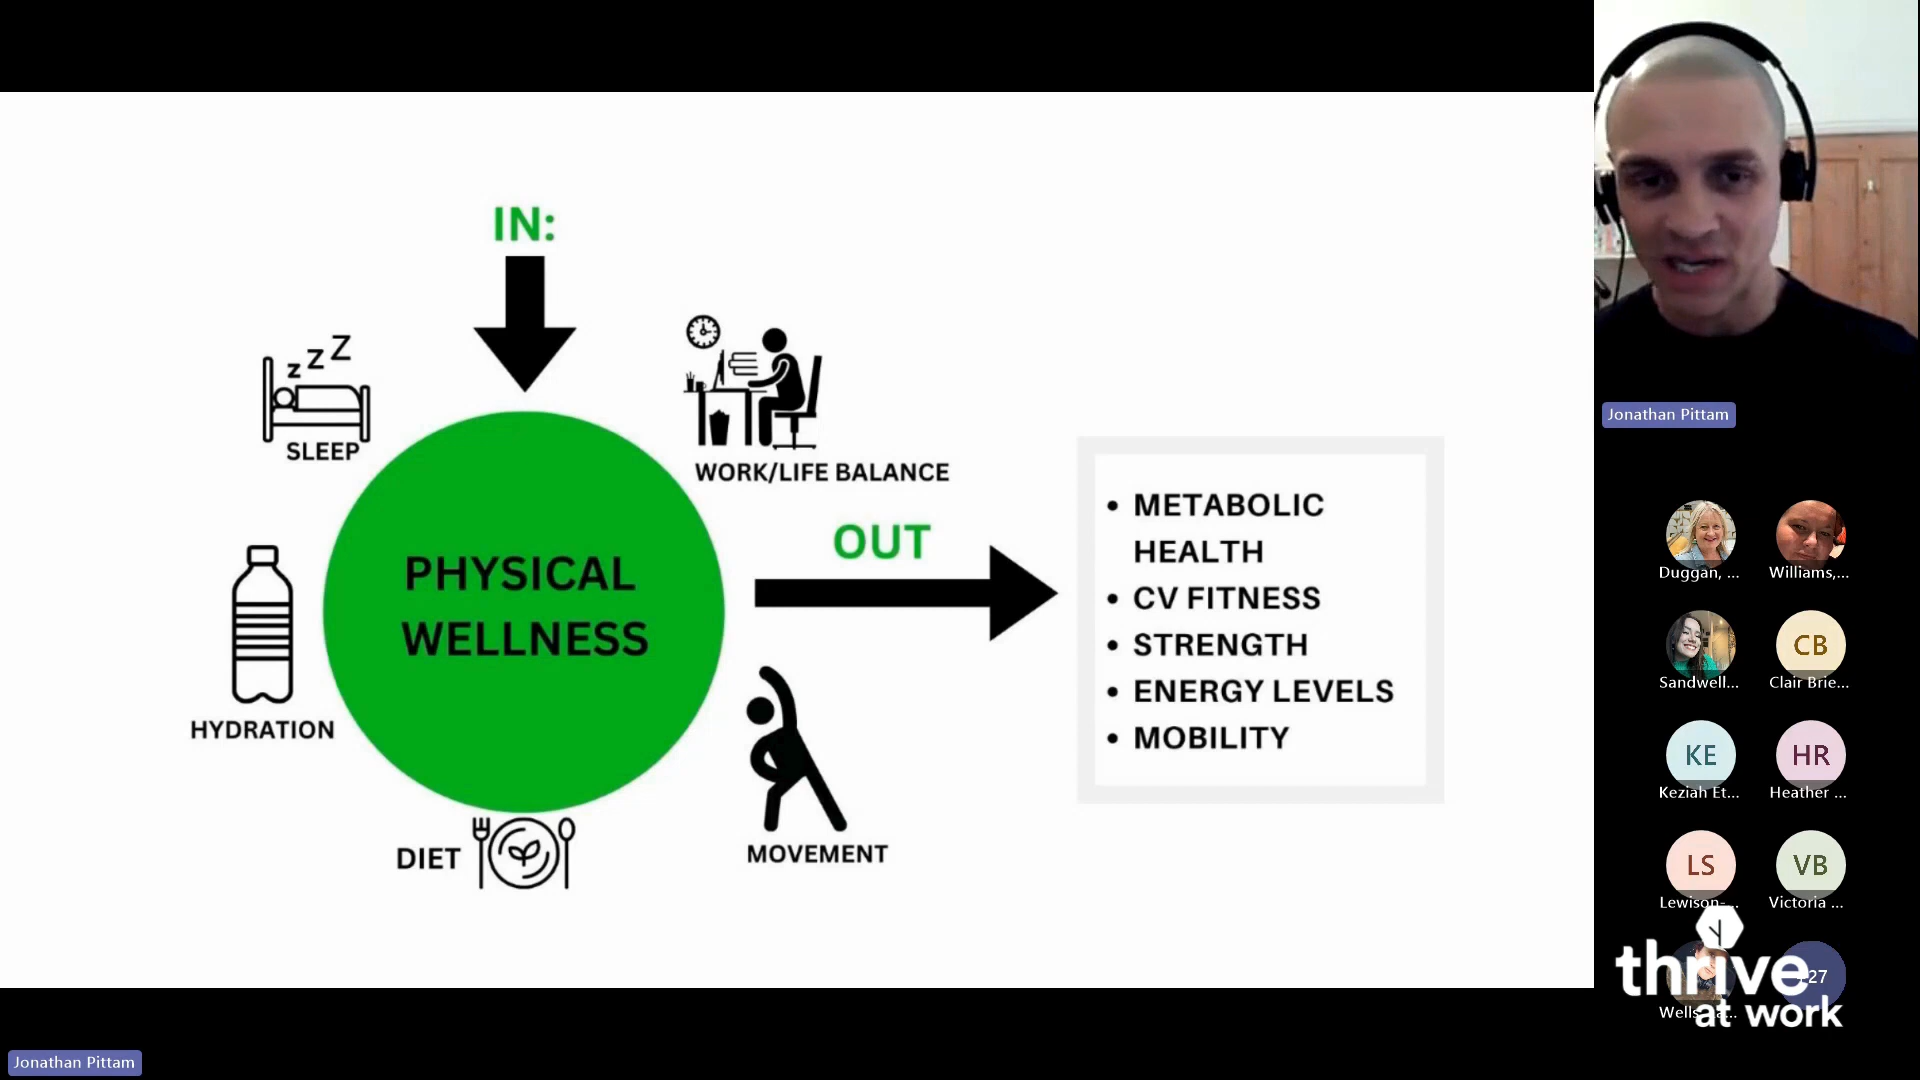 IN:
z z Z
SLEEP
WORK/LIFE BALANCE
OUT
PHYSICAL
WELLNESS
HYDRATION
DIET
MOVEMENT
• METABOLIC
HEALTH
• CV FITNESS
• STRENGTH
• ENERGY LEVELS
• MOBILITY
Jonathan Pittam
Jonathan Pittam
Duggan, ...
Williams,...
Sandwell...
CB
Clair Brie...
KE
Keziah Et...
HR
Heather ...
LS
Lewison-...
VB
Victoria ...
27
thrive
at work